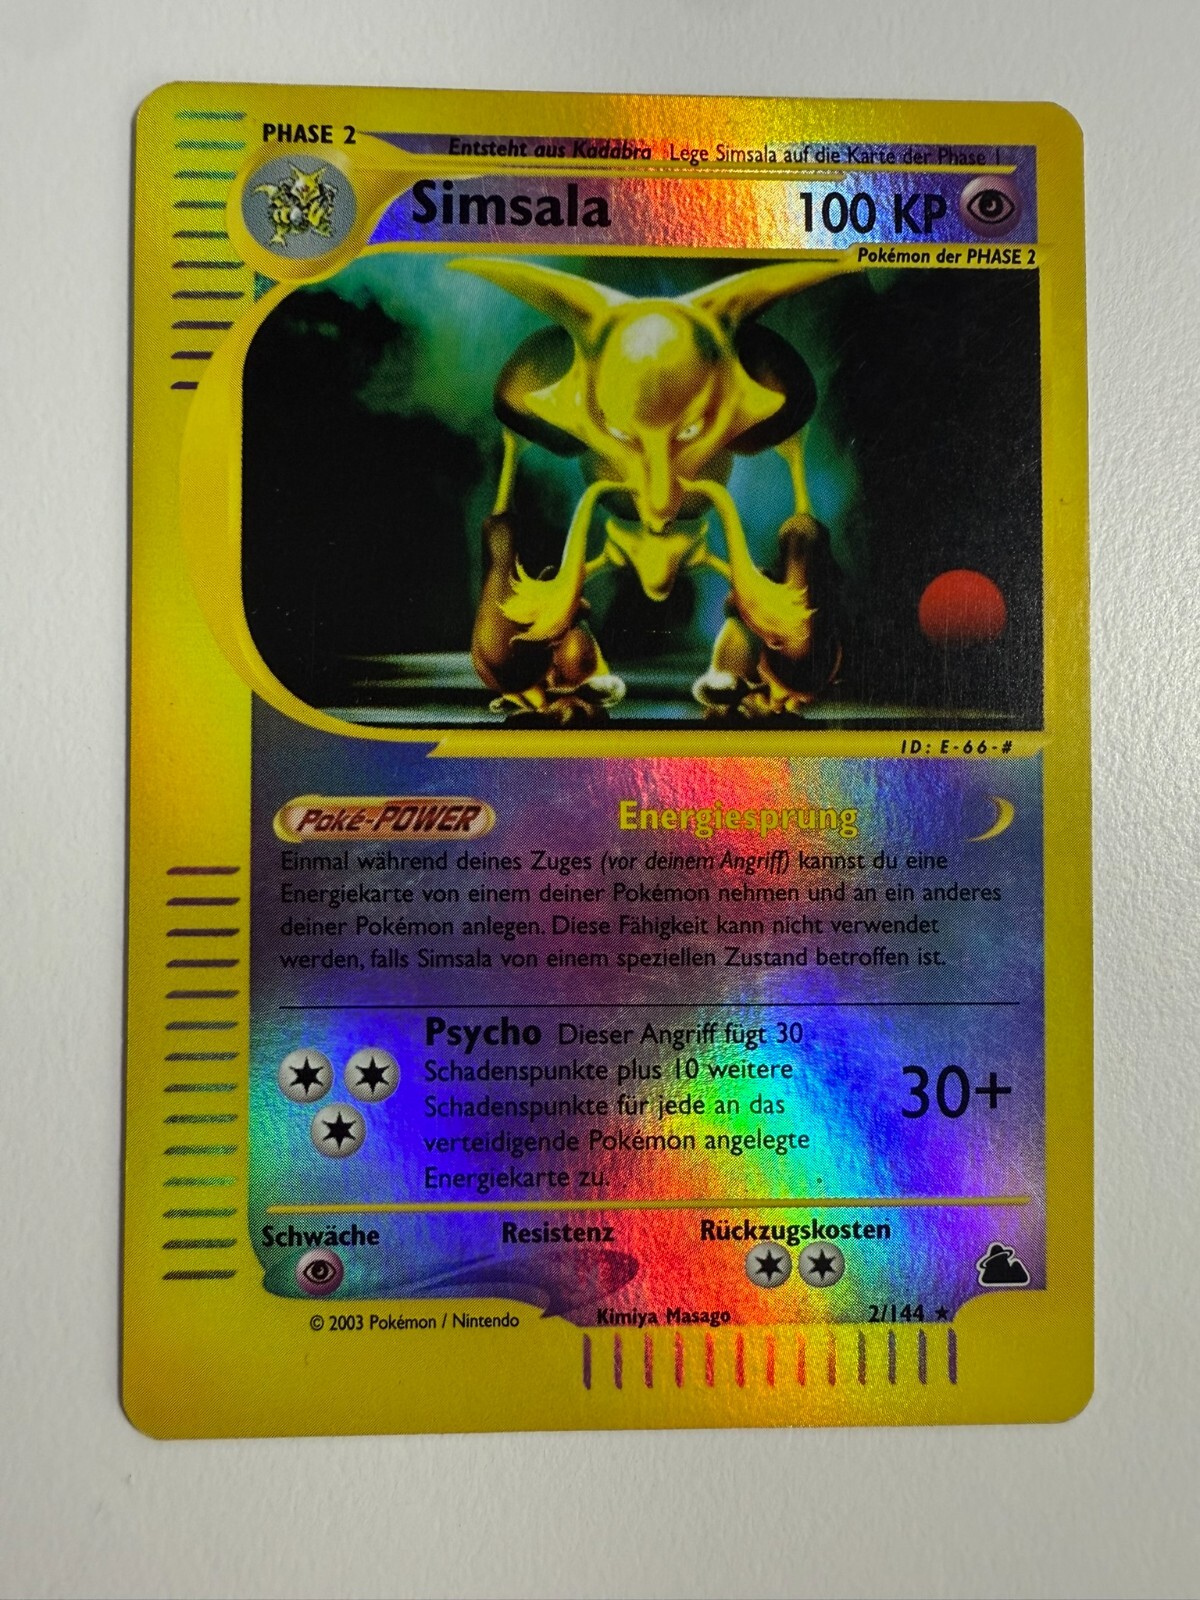 PHASE 2
Entsteht aus Kadabra Lege Simsala auf die Karte der Phase 1
Simsala 100 KP
Pokémon der PHASE 2
ID: E-66-#
Poké-POWER Energiesprung
Einmal während deines Zuges (vor deinem Angriff) kannst du eine
Energiekarte von einem deiner Pokémon nehmen und an ein anderes
deiner Pokémon anlegen. Diese Fähigkeit kann nicht verwendet
werden, falls Simsala von einem speziellen Zustand betroffen ist.
Psycho Dieser Angriff fügt 30
Schadenspunkte plus 10 weitere
Schadenspunkte für jede an das
verteidigende Pokémon angelegte
Energiekarte zu.
30+
Schwäche Resistenz Rückzugskosten
© 2003 Pokémon / Nintendo Kimiya Masago 2/144 ★